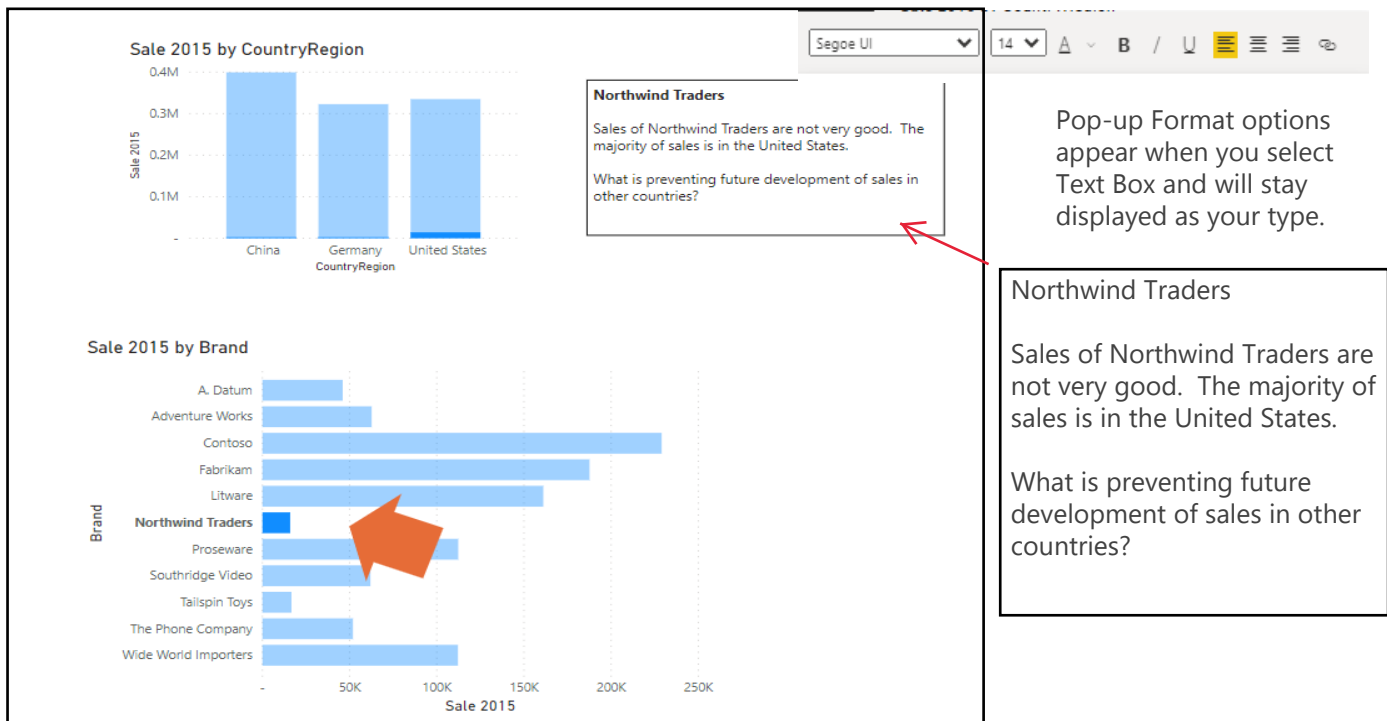 Segoe UI
14
A
B
/
U
Sale 2015 by CountryRegion
0.4M
0.3M
0.2M
0.1M
-
Sale 2015
China
Germany
United States
CountryRegion
Northwind Traders
Sales of Northwind Traders are not very good.  The
majority of sales is in the United States.
What is preventing future development of sales in
other countries?
Pop-up Format options
appear when you select
Text Box and will stay
displayed as your type.
Northwind Traders
Sales of Northwind Traders are
not very good.  The majority of
sales is in the United States.
What is preventing future
development of sales in other
countries?
Sale 2015 by Brand
Brand
A. Datum
Adventure Works
Contoso
Fabrikam
Litware
Northwind Traders
Proseware
Southridge Video
Tailspin Toys
The Phone Company
Wide World Importers
-
50K
100K
150K
200K
250K
Sale 2015